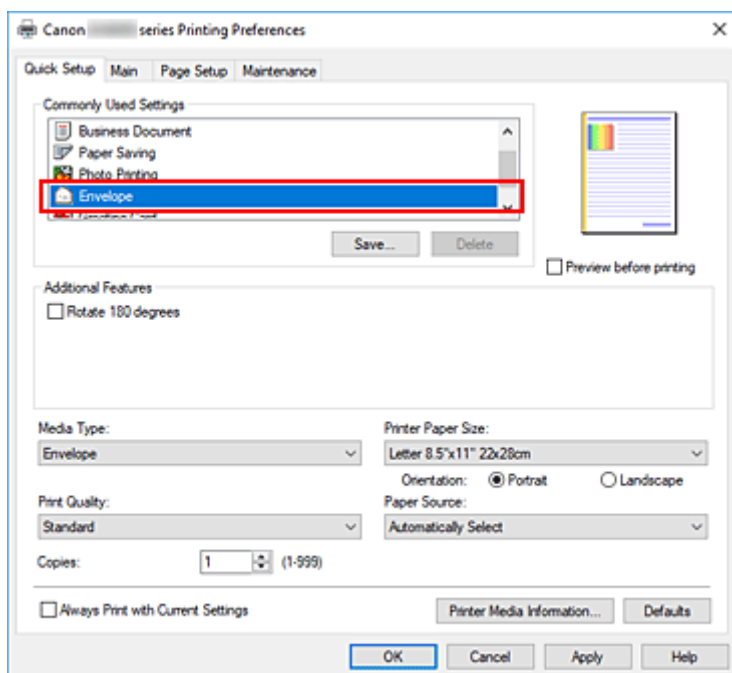 Canon series Printing Preferences
Quick Setup Main Page Setup Maintenance
Commonly Used Settings
Business Document
Paper Saving
Photo Printing
Envelope
Greeting Card
Save... Delete
Preview before printing
Additional Features
Rotate 180 degrees
Media Type: Printer Paper Size:
Envelope Letter 8.5"x11" 22x28cm
Orientation: Portrait Landscape
Print Quality: Paper Source:
Standard Automatically Select
Copies: 1 (1-999)
Always Print with Current Settings Printer Media Information... Defaults
OK Cancel Apply Help